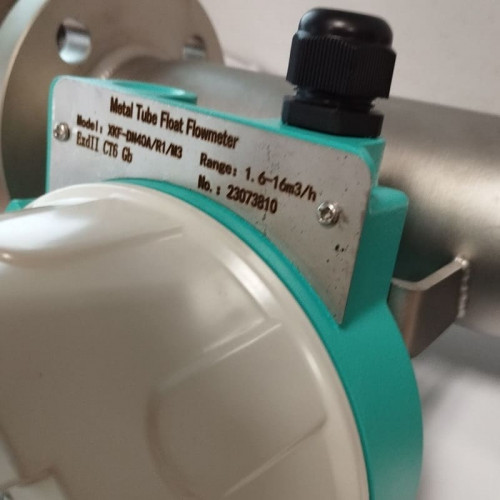 Metal Tube Float Flowmeter
Model: XKF-DN40A/R1/M3
ExdII CT6 Gb
Range: 1.6-16m3/h
No.: 23073810